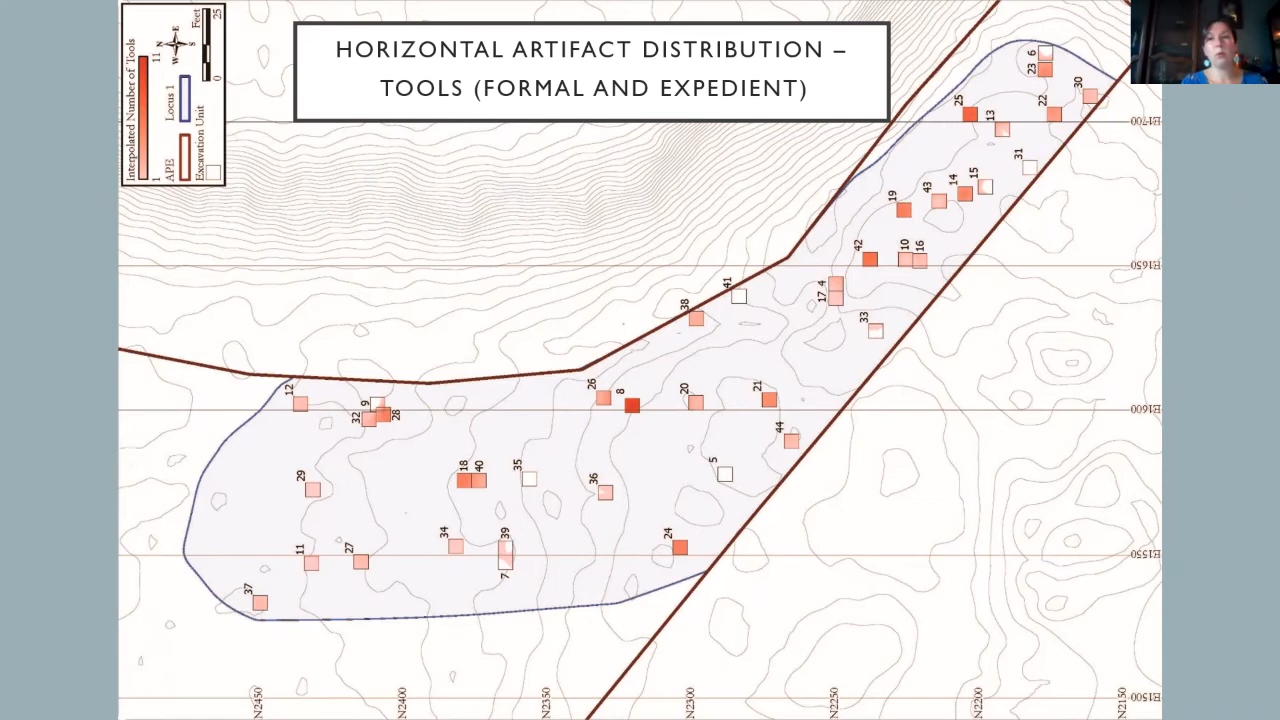 HORIZONTAL ARTIFACT DISTRIBUTION –
TOOLS (FORMAL AND EXPEDIENT)
Interpolated Number of Tools
1
11
APE
Locus 1
Excavation Unit
N
E
S
W
0
25
Feet
6
23
30
25
22
13
E1700
31
15
14
43
19
42
10
16
E1650
41
4
17
38
33
12
26
8
20
21
9
32
28
E1600
44
18
40
35
5
29
36
34
39
24
11
27
E1550
7
37
E1500
N2450
N2400
N2350
N2300
N2250
N2200
N2150